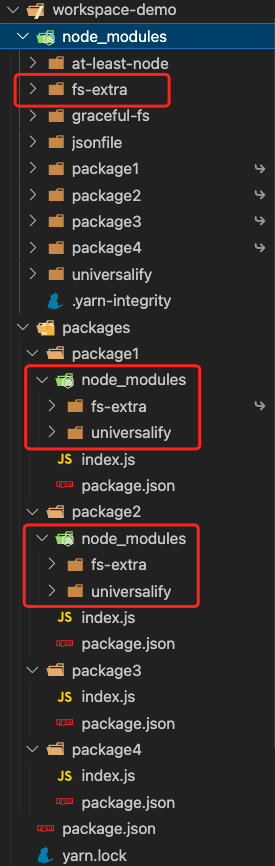 workspace-demo
node_modules
at-least-node
fs-extra
graceful-fs
jsonfile
package1
package2
package3
package4
universalify
.yarn-integrity
packages
package1
node_modules
fs-extra
universalify
JS index.js
package.json
package2
node_modules
fs-extra
universalify
JS index.js
package.json
package3
JS index.js
package.json
package4
JS index.js
package.json
package.json
yarn.lock